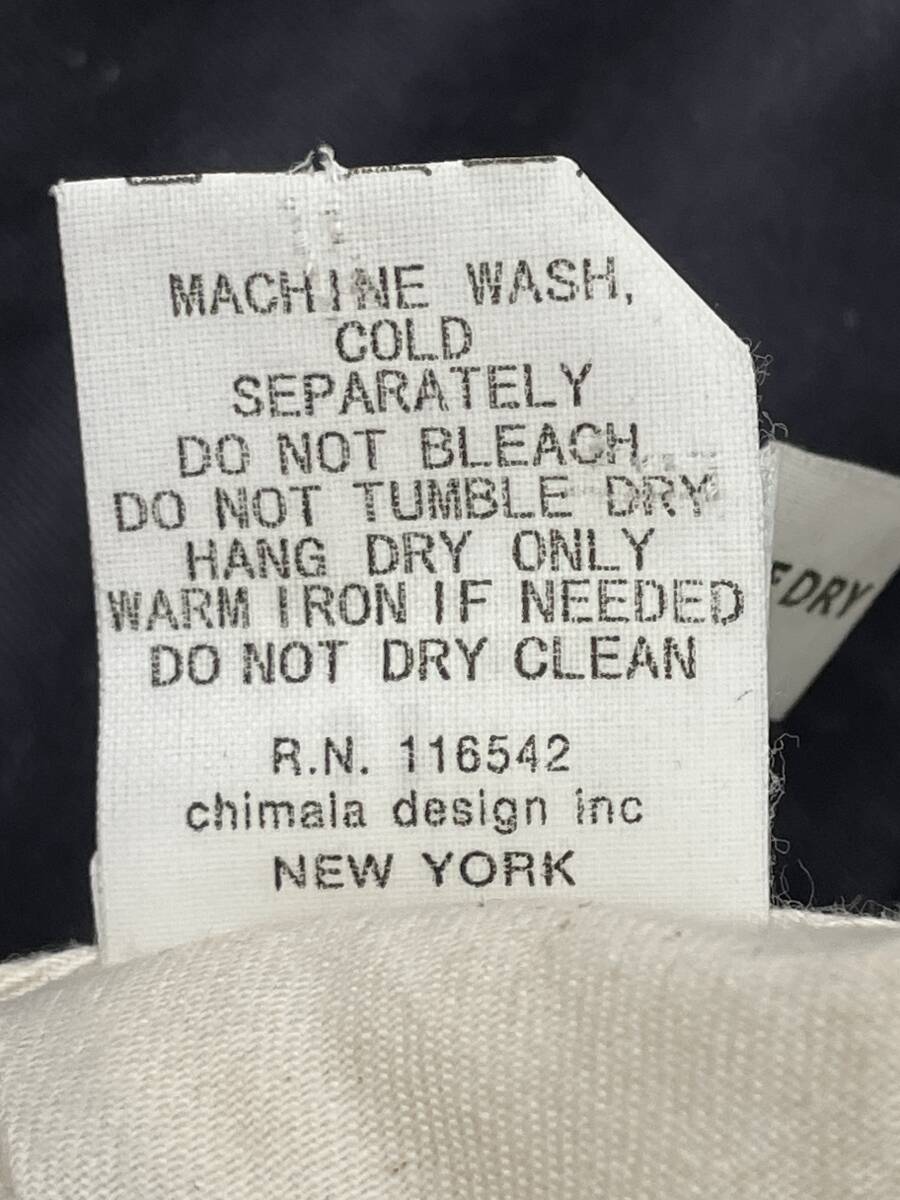 MACHINE WASH,
COLD
SEPARATELY
DO NOT BLEACH
DO NOT TUMBLE DRY
HANG DRY ONLY
WARM IRON IF NEEDED
DO NOT DRY CLEAN
R.N. 116542
chimala design inc
NEW YORK
DRY